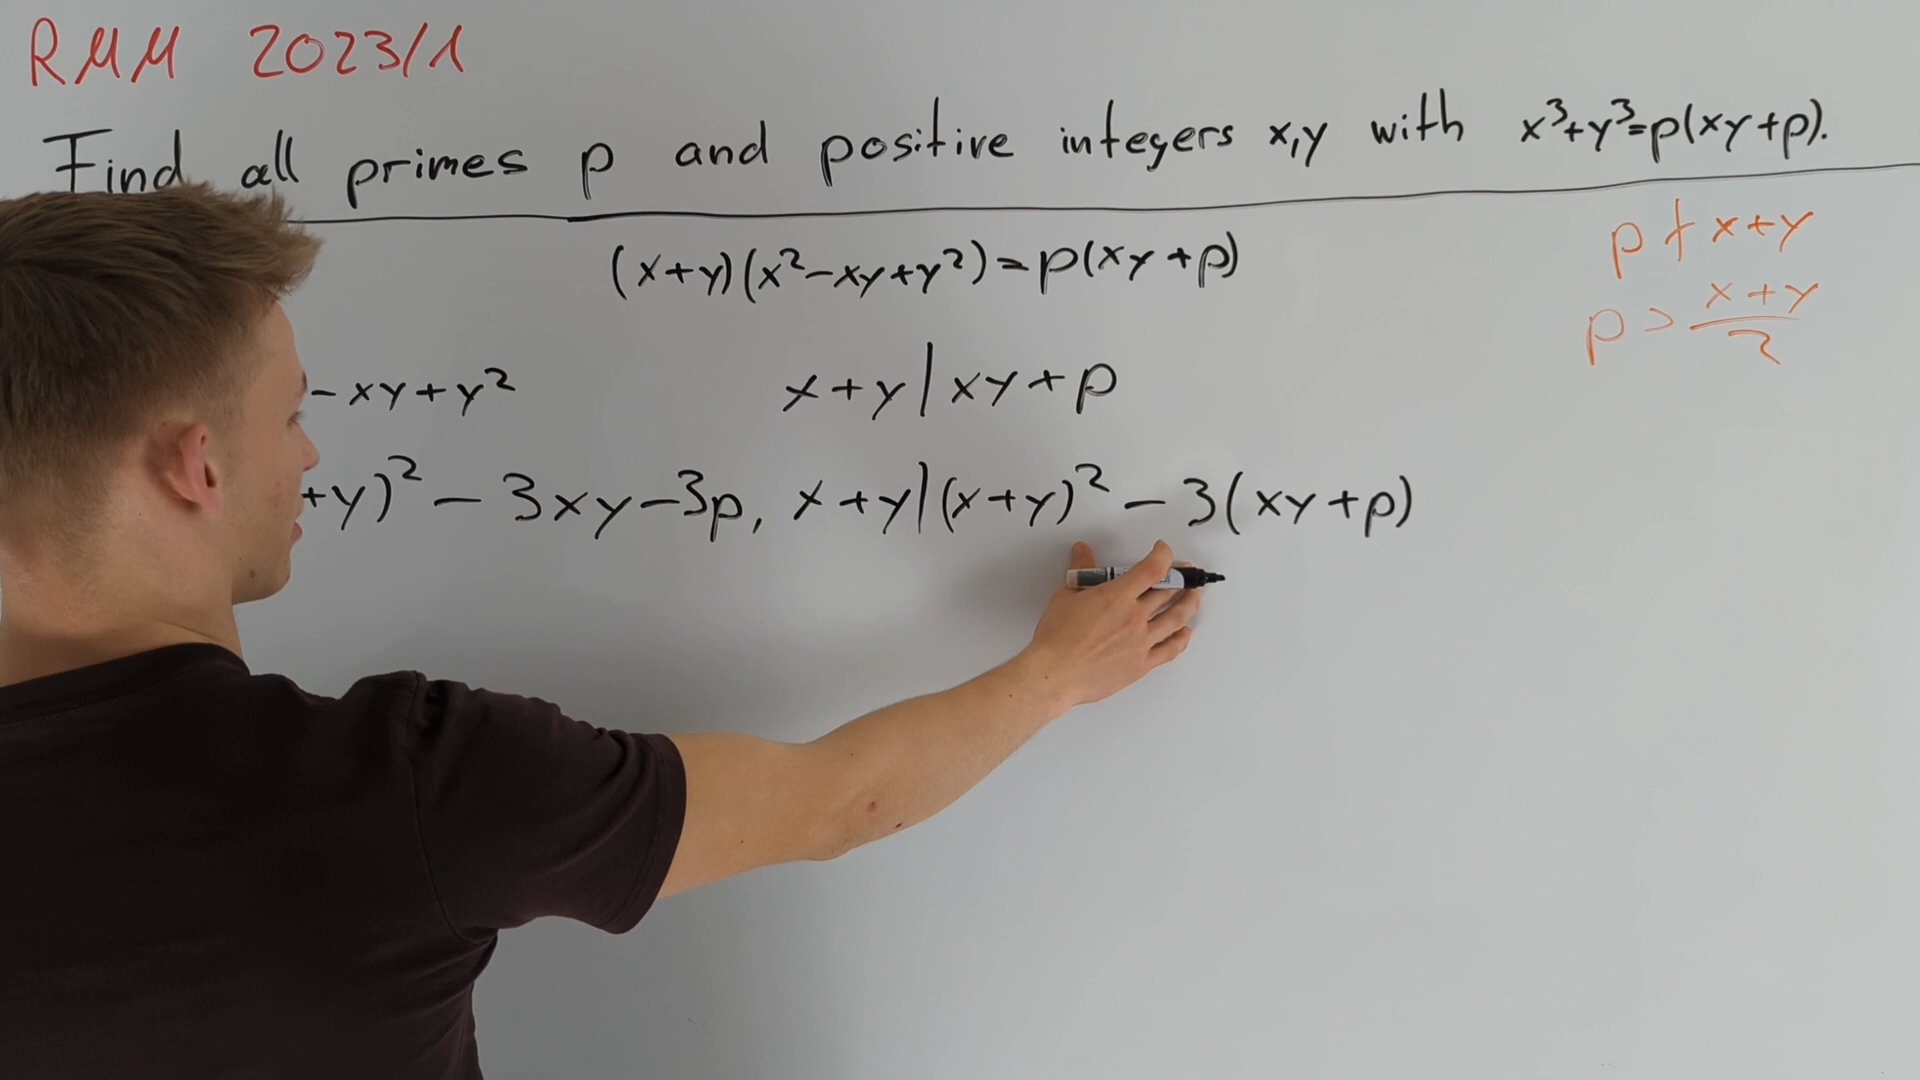 RMM 2023/1
Find all primes p and positive integers x,y with x³+y³=p(xy+p).
(x+y)(x²-xy+y²)=p(xy+p)
p ∤ x+y
p > x+y/2
-xy+y² x+y|xy+p
+y)²-3xy-3p, x+y|(x+y)²-3(xy+p)